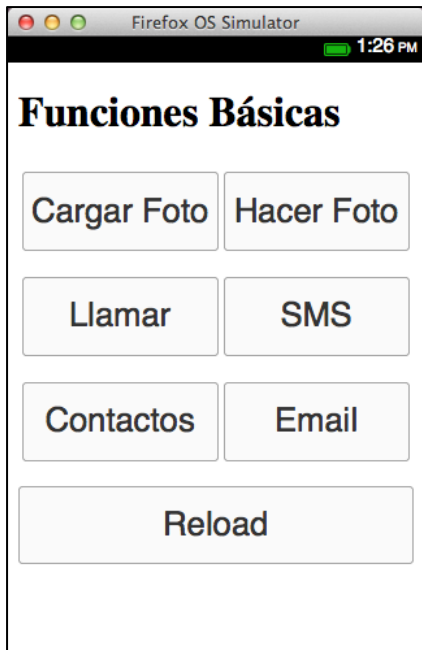 Firefox OS Simulator
1:26 PM
Funciones Básicas
Cargar Foto Hacer Foto
Llamar SMS
Contactos Email
Reload